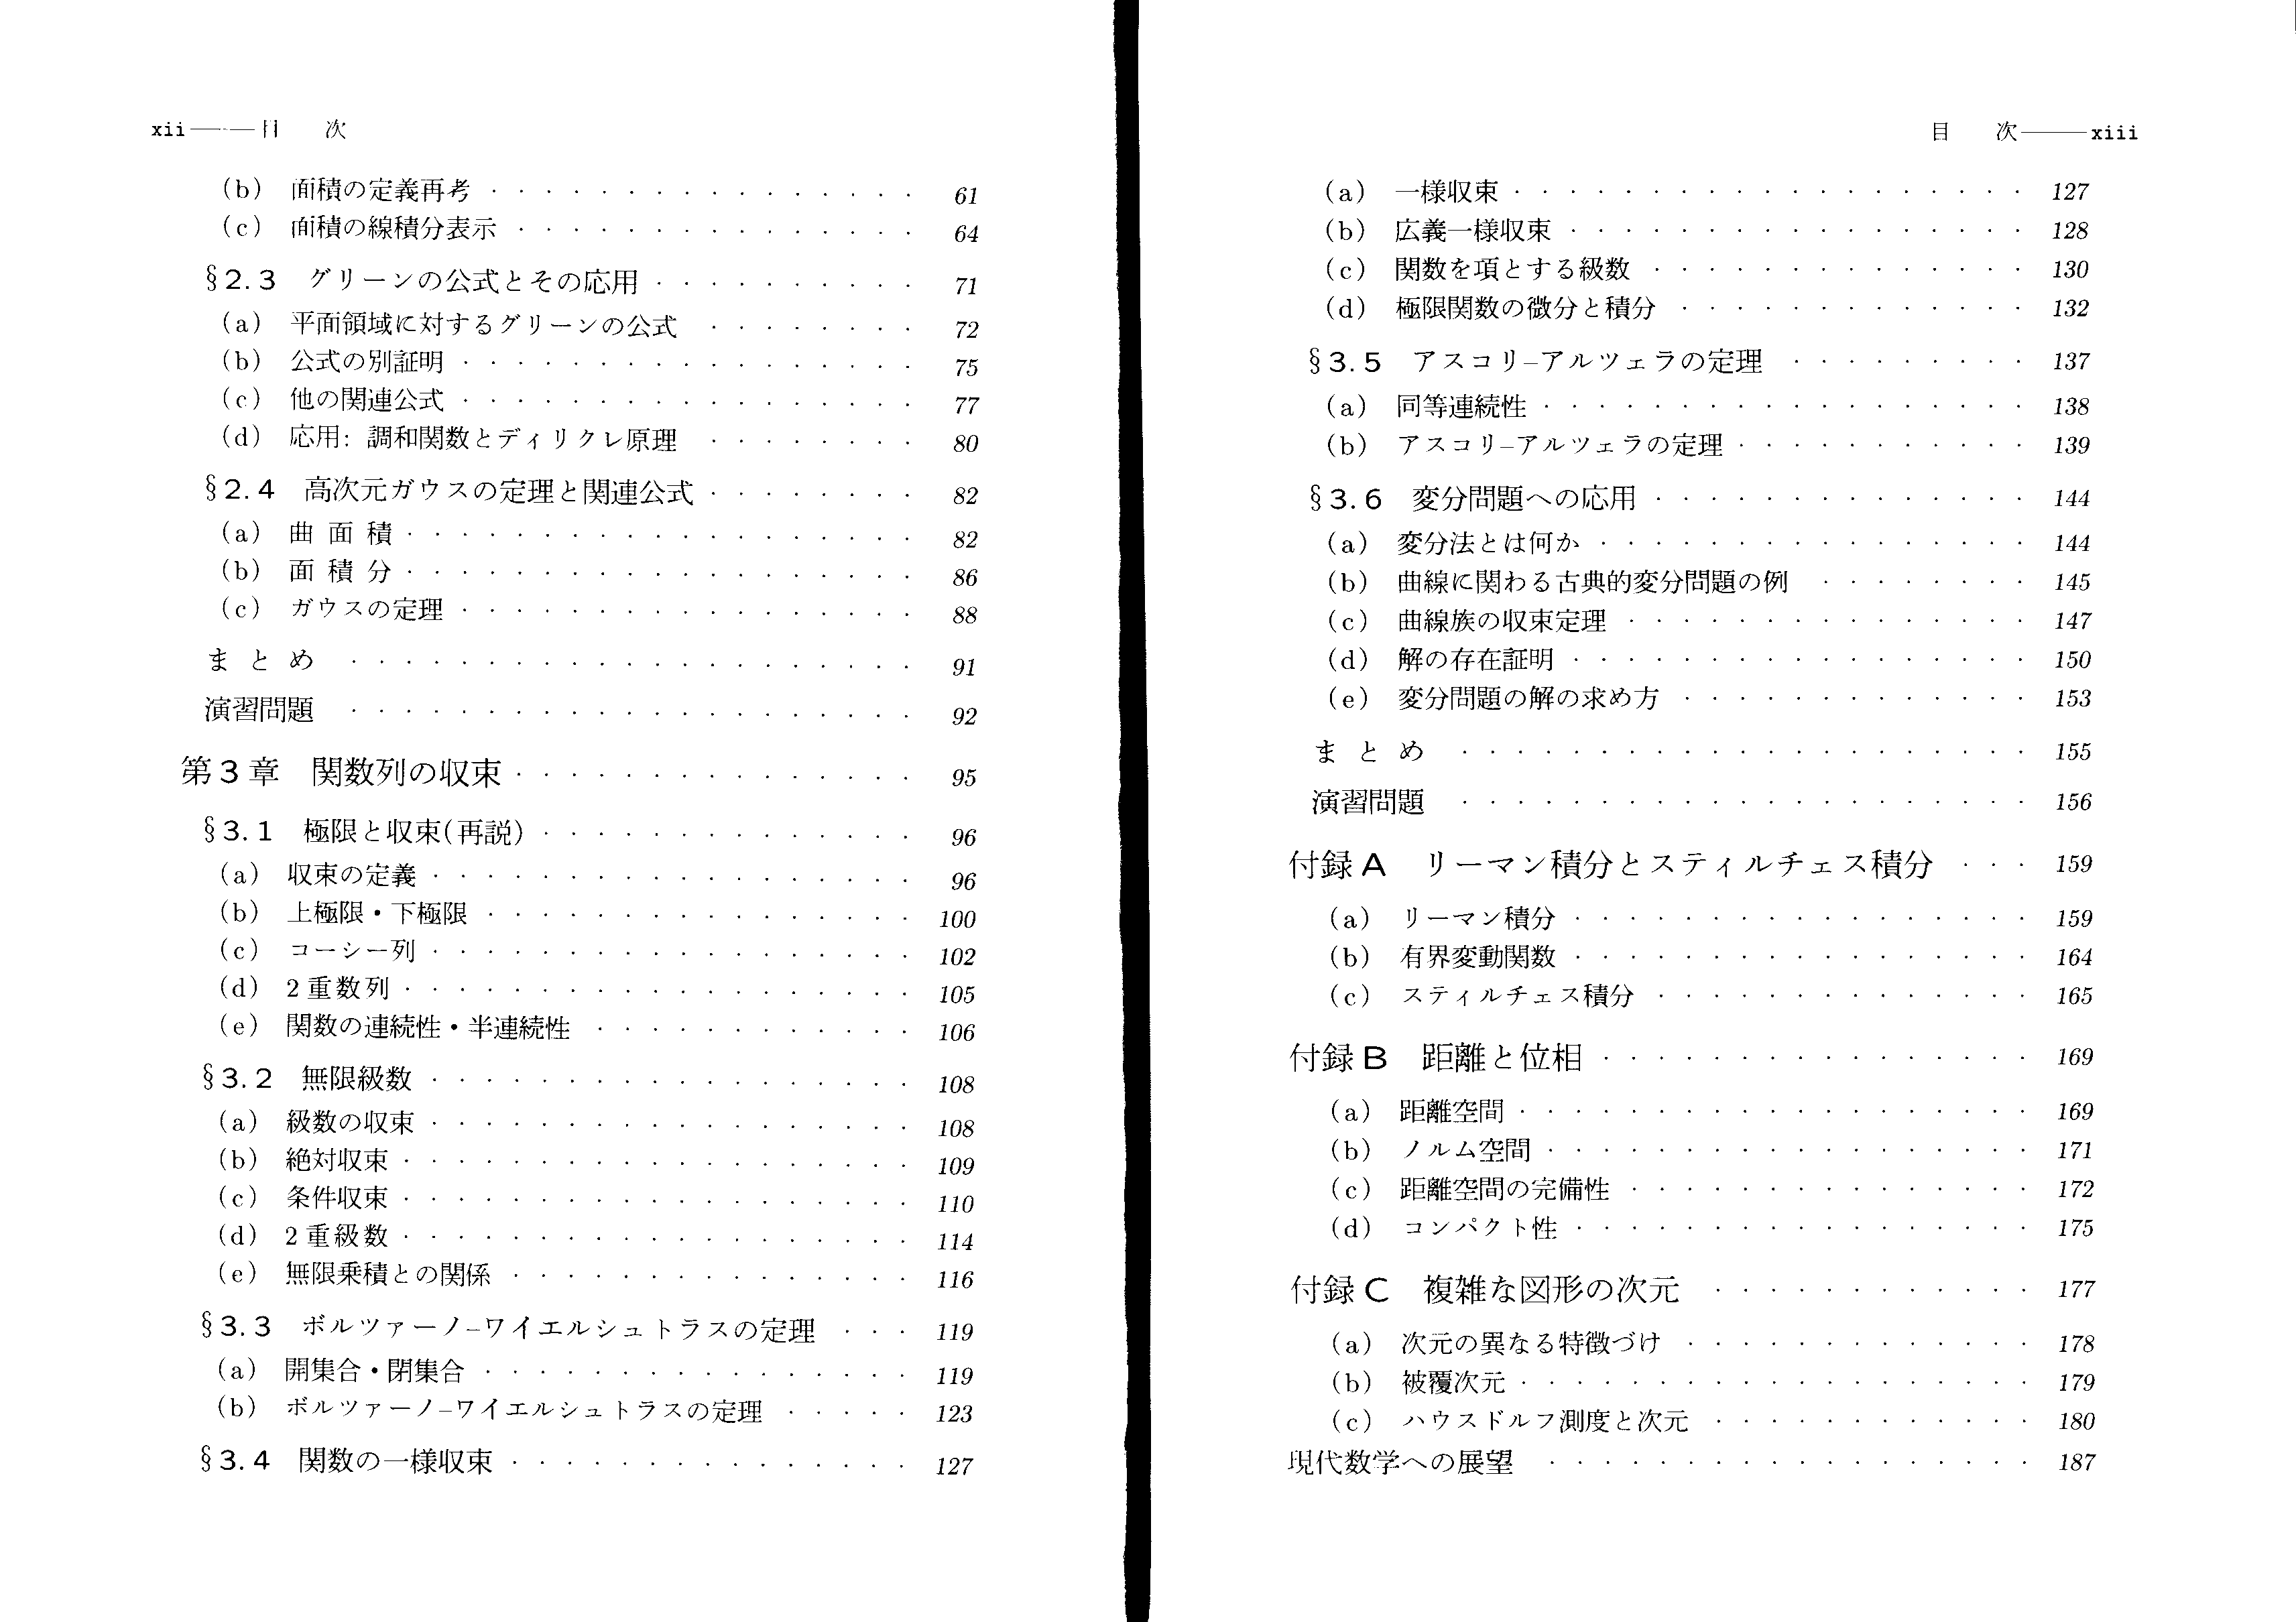 xii———目　次
(b) 面積の定義再考 · · · · · · · · · · · · · · · · 61
(c) 面積の線積分表示 · · · · · · · · · · · · · · · 64
§2.3 グリーンの公式とその応用 · · · · · · · · · · 71
(a) 平面領域に対するグリーンの公式 · · · · · · · · 72
(b) 公式の別証明 · · · · · · · · · · · · · · · · · 75
(c) 他の関連公式 · · · · · · · · · · · · · · · · · 77
(d) 応用: 調和関数とディリクレ原理 · · · · · · · · 80
§2.4 高次元ガウスの定理と関連公式 · · · · · · · · 82
(a) 曲面積 · · · · · · · · · · · · · · · · · · · 82
(b) 面積分 · · · · · · · · · · · · · · · · · · · 86
(c) ガウスの定理 · · · · · · · · · · · · · · · · · 88
まとめ · · · · · · · · · · · · · · · · · · · · · 91
演習問題 · · · · · · · · · · · · · · · · · · · · · 92
第3章 関数列の収束 · · · · · · · · · · · · · · · 95
§3.1 極限と収束(再説) · · · · · · · · · · · · · · 96
(a) 収束の定義 · · · · · · · · · · · · · · · · · · 96
(b) 上極限・下極限 · · · · · · · · · · · · · · · · 100
(c) コーシー列 · · · · · · · · · · · · · · · · · · 102
(d) 2重数列 · · · · · · · · · · · · · · · · · · · 105
(e) 関数の連続性・半連続性 · · · · · · · · · · · · 106
§3.2 無限級数 · · · · · · · · · · · · · · · · · · 108
(a) 級数の収束 · · · · · · · · · · · · · · · · · · 108
(b) 絶対収束 · · · · · · · · · · · · · · · · · · · 109
(c) 条件収束 · · · · · · · · · · · · · · · · · · · 110
(d) 2重級数 · · · · · · · · · · · · · · · · · · · 114
(e) 無限乗積との関係 · · · · · · · · · · · · · · · 116
§3.3 ボルツァーノ–ワイエルシュトラスの定理 · · · 119
(a) 開集合・閉集合 · · · · · · · · · · · · · · · · 119
(b) ボルツァーノ–ワイエルシュトラスの定理 · · · · · 123
§3.4 関数の一様収束 · · · · · · · · · · · · · · · 127
目　次———xiii
(a) 一様収束 · · · · · · · · · · · · · · · · · · · 127
(b) 広義一様収束 · · · · · · · · · · · · · · · · · 128
(c) 関数を項とする級数 · · · · · · · · · · · · · · 130
(d) 極限関数の微分と積分 · · · · · · · · · · · · · 132
§3.5 アスコリ–アルツェラの定理 · · · · · · · · · 137
(a) 同等連続性 · · · · · · · · · · · · · · · · · · 138
(b) アスコリ–アルツェラの定理 · · · · · · · · · · · 139
§3.6 変分問題への応用 · · · · · · · · · · · · · · 144
(a) 変分法とは何か · · · · · · · · · · · · · · · · 144
(b) 曲線に関わる古典的変分問題の例 · · · · · · · · 145
(c) 曲線族の収束定理 · · · · · · · · · · · · · · · 147
(d) 解の存在証明 · · · · · · · · · · · · · · · · · 150
(e) 変分問題の解の求め方 · · · · · · · · · · · · · 153
まとめ · · · · · · · · · · · · · · · · · · · · · 155
演習問題 · · · · · · · · · · · · · · · · · · · · · 156
付録A リーマン積分とスティルチェス積分 · · · 159
(a) リーマン積分 · · · · · · · · · · · · · · · · · 159
(b) 有界変動関数 · · · · · · · · · · · · · · · · · 164
(c) スティルチェス積分 · · · · · · · · · · · · · · 165
付録B 距離と位相 · · · · · · · · · · · · · · · · 169
(a) 距離空間 · · · · · · · · · · · · · · · · · · · 169
(b) ノルム空間 · · · · · · · · · · · · · · · · · · 171
(c) 距離空間の完備性 · · · · · · · · · · · · · · · 172
(d) コンパクト性 · · · · · · · · · · · · · · · · · 175
付録C 複雑な図形の次元 · · · · · · · · · · · · 177
(a) 次元の異なる特徴づけ · · · · · · · · · · · · · 178
(b) 被覆次元 · · · · · · · · · · · · · · · · · · · 179
(c) ハウスドルフ測度と次元 · · · · · · · · · · · · 180
現代数学への展望 · · · · · · · · · · · · · · · · · · 187